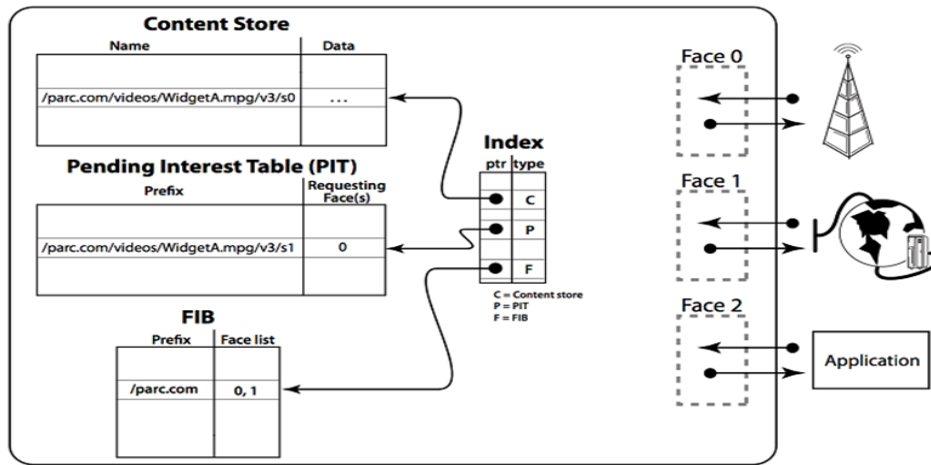 Content Store
Name Data
/parc.com/videos/WidgetA.mpg/v3/s0 ...
Pending Interest Table (PIT)
Prefix Requesting Face(s)
/parc.com/videos/WidgetA.mpg/v3/s1 0
FIB
Prefix Face list
/parc.com 0, 1
Index
ptr type
C
P
F
C = Content store
P = PIT
F = FIB
Face 0
Face 1
Face 2
Application